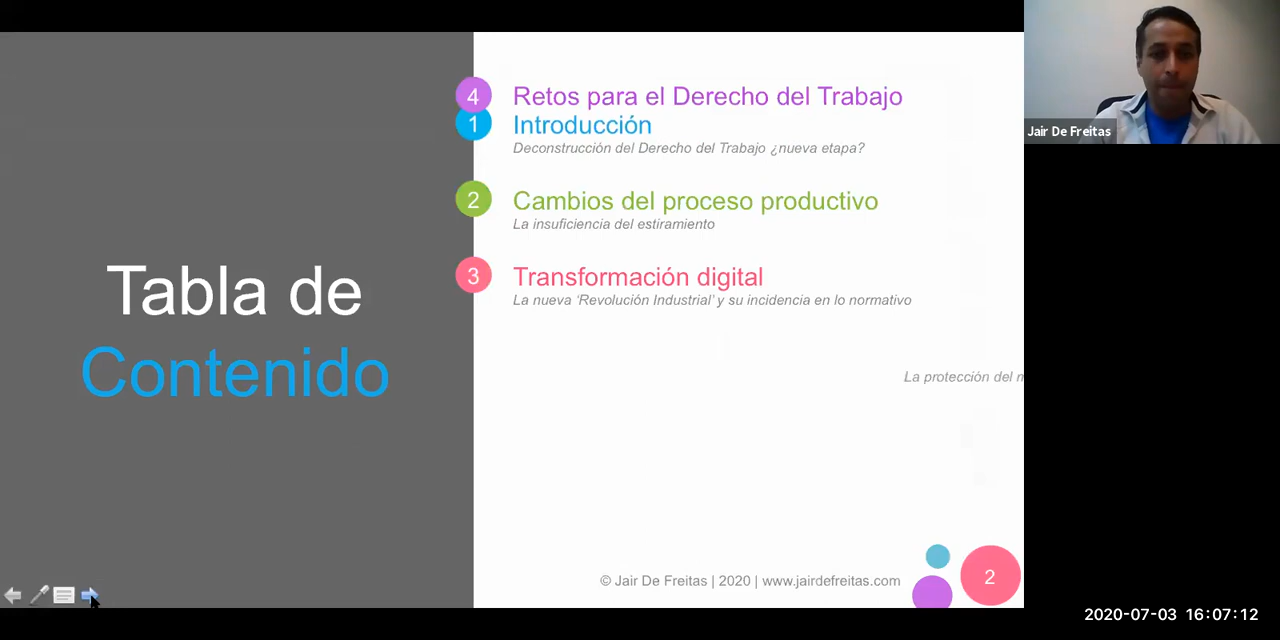 4 Retos para el Derecho del Trabajo
1 Introducción
Deconstrucción del Derecho del Trabajo ¿nueva etapa?
2 Cambios del proceso productivo
La insuficiencia del estiramiento
3 Transformación digital
La nueva ‘Revolución Industrial’ y su incidencia en lo normativo
La protección del
Tabla de
Contenido
© Jair De Freitas | 2020 | www.jairdefreitas.com
2
Jair De Freitas
2020-07-03 16:07:12